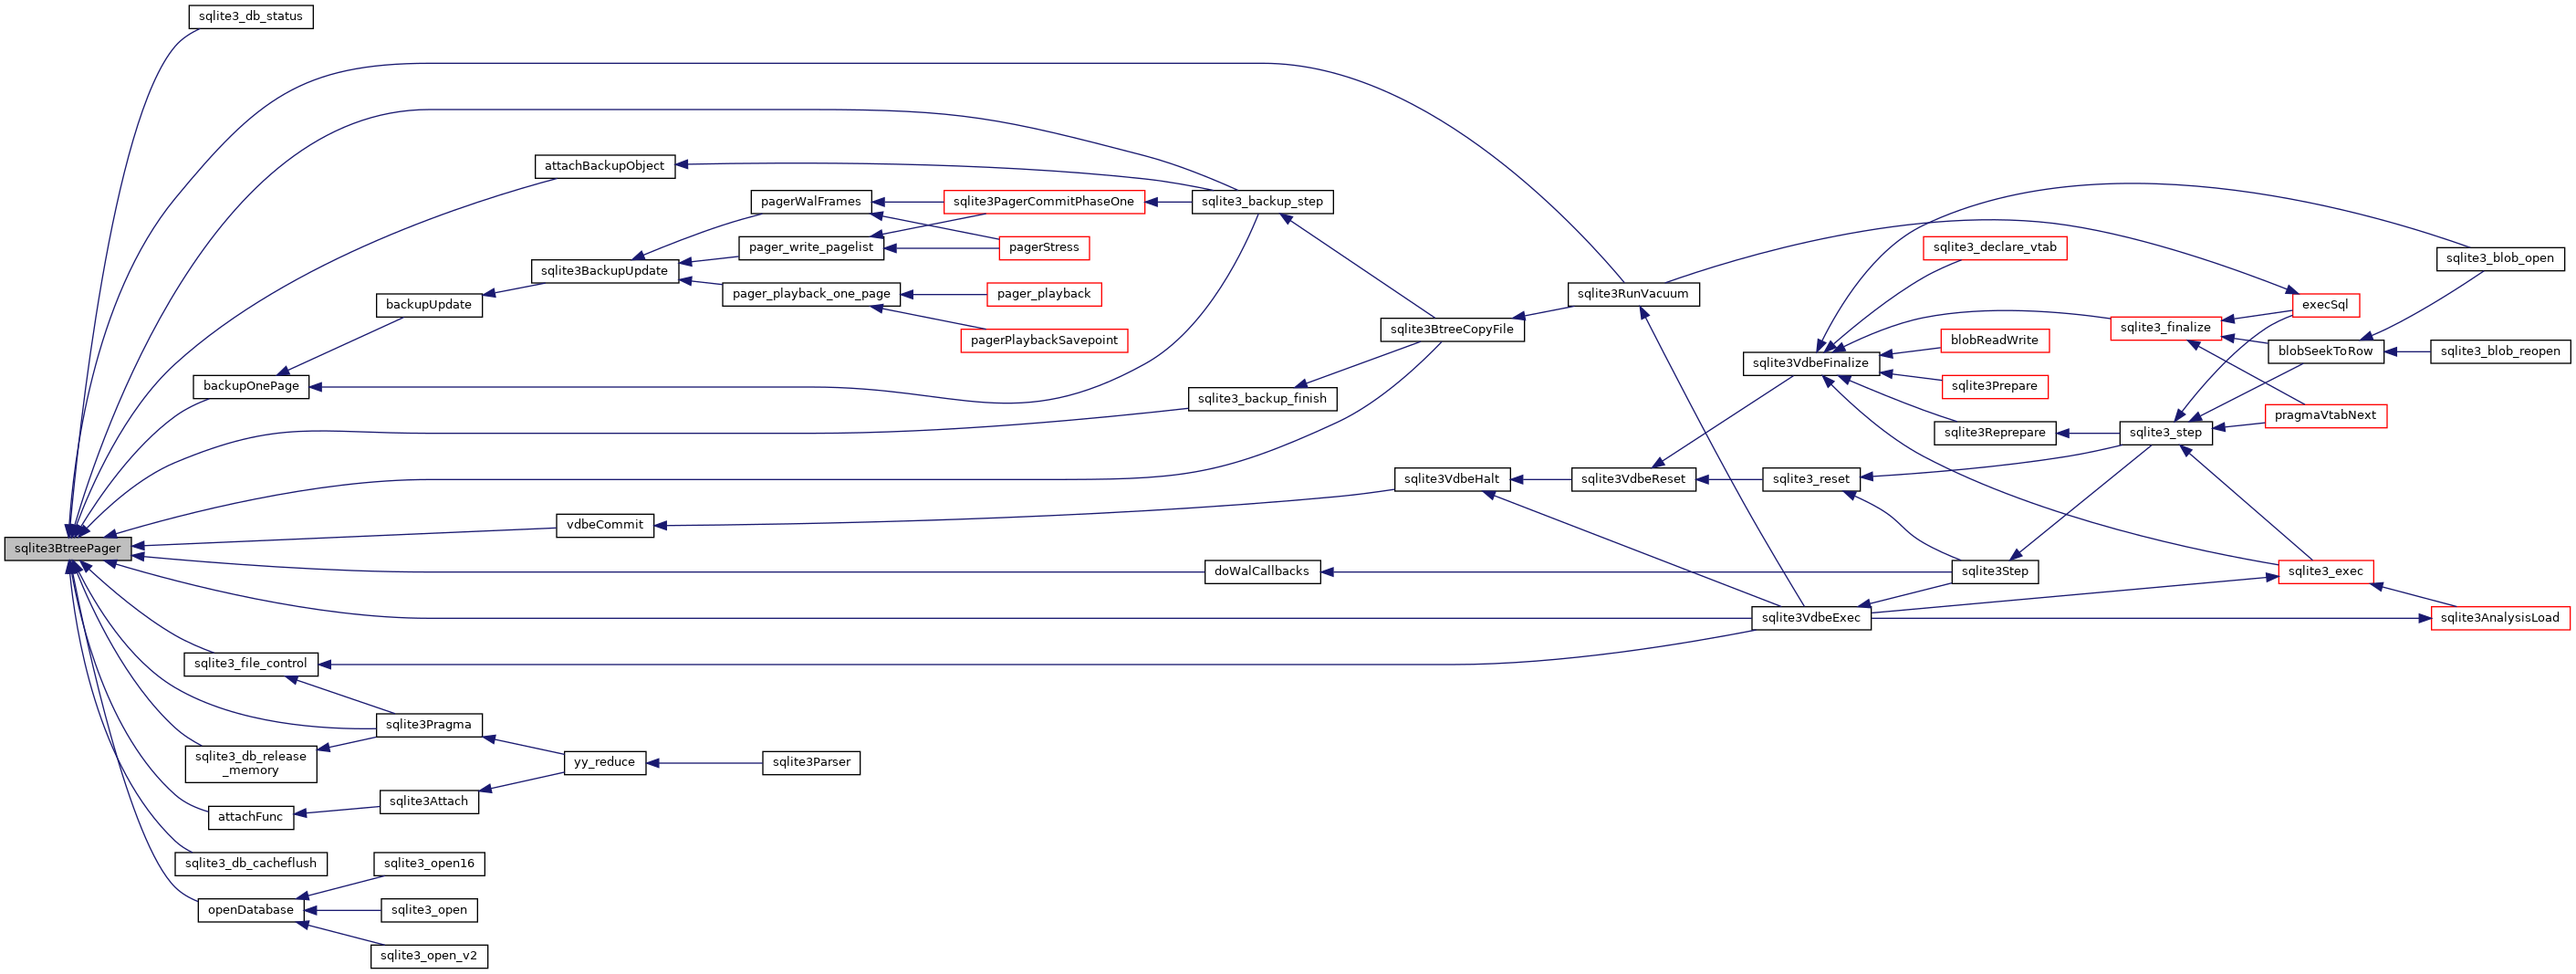 sqlite3_db_status
attachBackupObject
pagerWalFrames
sqlite3PagerCommitPhaseOne
sqlite3_backup_step
pager_write_pagelist
pagerStress
sqlite3_declare_vtab
sqlite3_blob_open
sqlite3BackupUpdate
backupUpdate
pager_playback_one_page
pager_playback
sqlite3RunVacuum
execSql
pagerPlaybackSavepoint
sqlite3BtreeCopyFile
sqlite3_finalize
blobReadWrite
blobSeekToRow
sqlite3_blob_reopen
sqlite3VdbeFinalize
backupOnePage
sqlite3_backup_finish
sqlite3Prepare
pragmaVtabNext
sqlite3Reprepare
sqlite3_step
sqlite3VdbeHalt
sqlite3VdbeReset
sqlite3_reset
vdbeCommit
sqlite3BtreePager
doWalCallbacks
sqlite3Step
sqlite3_exec
sqlite3VdbeExec
sqlite3AnalysisLoad
sqlite3_file_control
sqlite3Pragma
sqlite3_db_release
_memory
yy_reduce
sqlite3Parser
sqlite3Attach
attachFunc
sqlite3_db_cacheflush
sqlite3_open16
openDatabase
sqlite3_open
sqlite3_open_v2